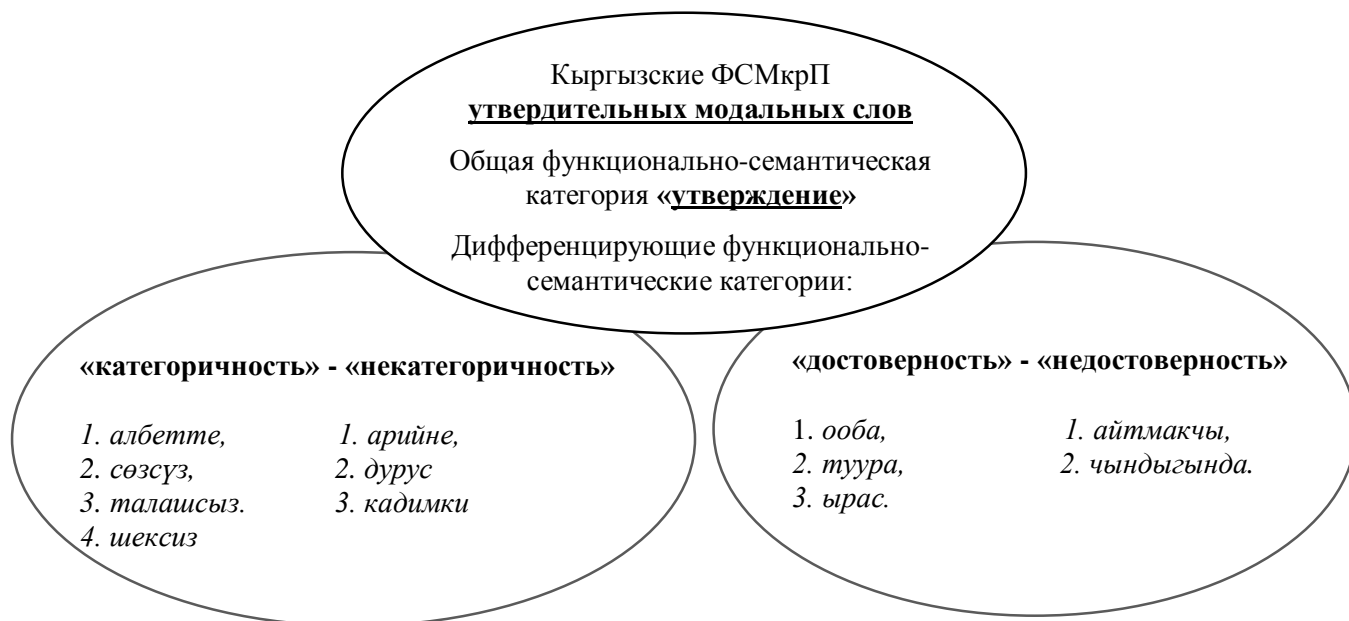 Кыргызские ФСМкрП
утвердительных модальных слов
Общая функционально-семантическая
категория «утверждение»
Дифференцирующие функционально-
семантические категории:
«категоричность» - «некатегоричность»
1. албетте, 1. арийне,
2. сөзсүз, 2. дурус
3. талашсыз. 3. кадимки
4. шексиз
«достоверность» - «недостоверность»
1. ооба, 1. айтмакчы,
2. туура, 2. чындыгында.
3. ырас.